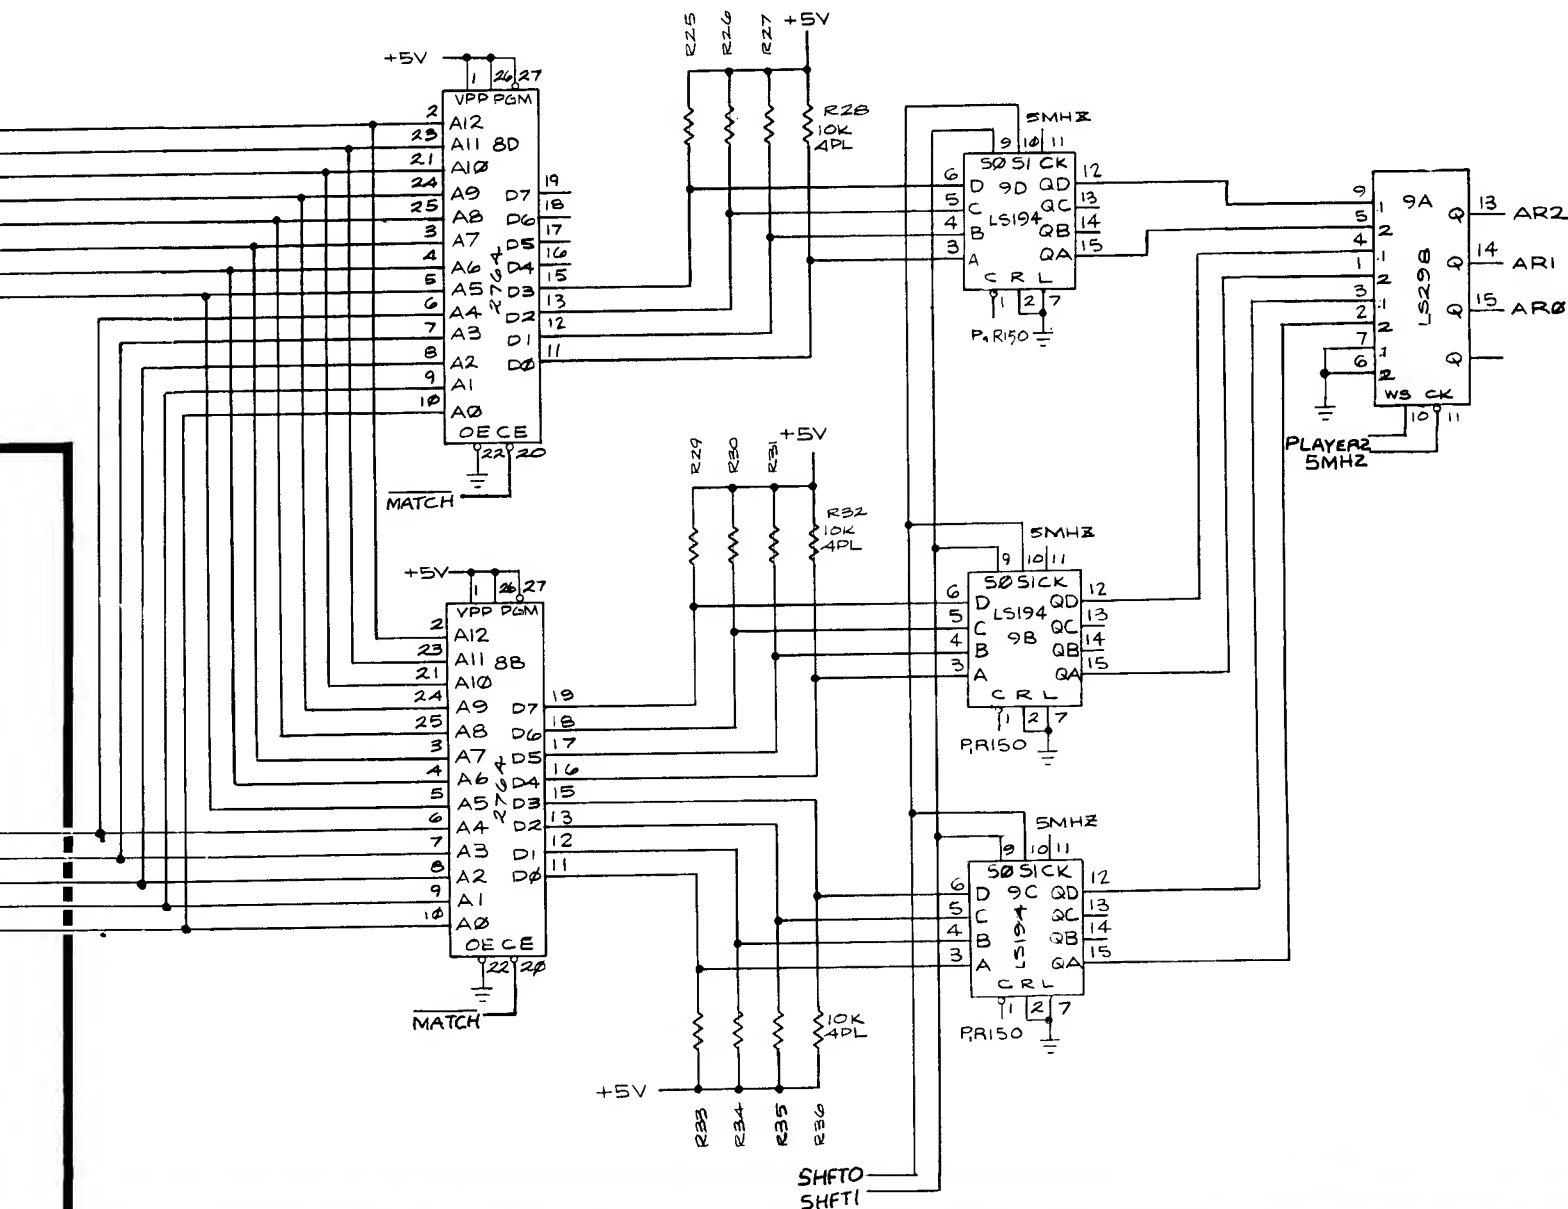 R25 R26 R27 +5V
+5V
1 26 27
VPP PGM
2 A12
23 A11 8D
21 A10
24 A9 D7 19
25 A8 D6 18
3 A7 D5 17
4 A6 D4 16
5 A5 2764 D3 15
6 A4 D2 13
7 A3 D1 12
8 A2 D0 11
9 A1
10 A0
OE CE
22 20
MATCH
R28
10K
4PL
5MHZ
9 10 11
S0 S1 CK
6 D 9D QD 12
5 C QC 13
4 B LS194 QB 14
3 A QA 15
C R L
1 2 7
P,R150
9 1 9A Q 13 AR2
5 2
4 1 Q 14 AR1
1 2 LS298
3 1 Q 15 AR0
2 2
7 1 Q
6 2
WS CK
10 11
PLAYER2
5MHZ
R29 R30 R31 +5V
R32
10K
4PL
+5V
1 26 27
VPP PGM
2 A12
23 A11 8B
21 A10
24 A9 D7 19
25 A8 D6 18
3 A7 D5 17
4 A6 D4 16
5 A5 2764 D3 15
6 A4 D2 13
7 A3 D1 12
8 A2 D0 11
9 A1
10 A0
OE CE
22 20
MATCH
5MHZ
9 10 11
S0 S1 CK
6 D QD 12
5 C LS194 QC 13
4 B 9B QB 14
3 A QA 15
C R L
1 2 7
P,R150
5MHZ
9 10 11
S0 S1 CK
6 D 9C QD 12
5 C QC 13
4 B LS194 QB 14
3 A QA 15
C R L
1 2 7
P,R150
10K
4PL
+5V
R33 R34 R35 R36
SHFT0
SHFT1